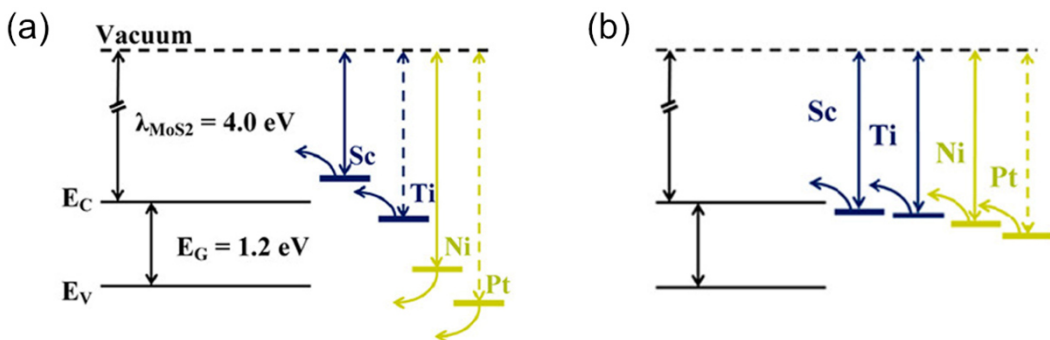 (a)
Vacuum
λMoS2 = 4.0 eV
Sc
Ti
EC
EG = 1.2 eV
Ni
EV
Pt
(b)
Sc
Ti
Ni
Pt